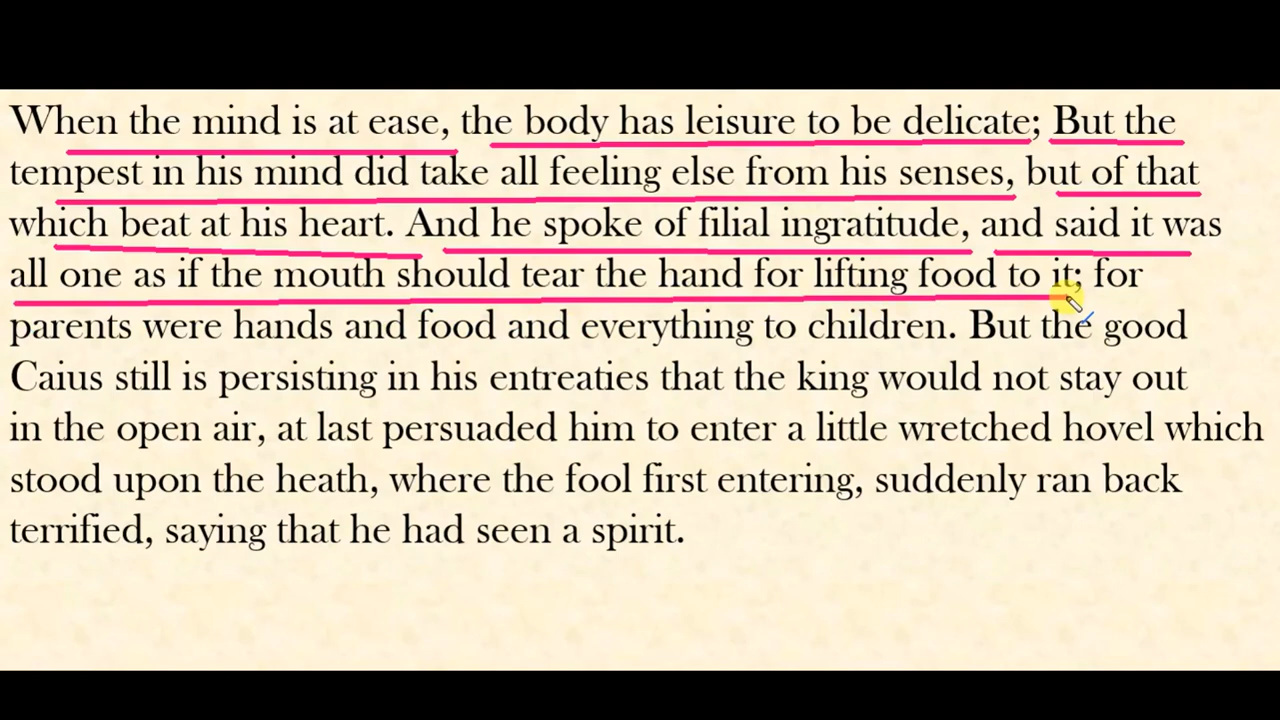 When the mind is at ease, the body has leisure to be delicate; But the
tempest in his mind did take all feeling else from his senses, but of that
which beat at his heart. And he spoke of filial ingratitude, and said it was
all one as if the mouth should tear the hand for lifting food to it; for
parents were hands and food and everything to children. But the good
Caius still is persisting in his entreaties that the king would not stay out
in the open air, at last persuaded him to enter a little wretched hovel which
stood upon the heath, where the fool first entering, suddenly ran back
terrified, saying that he had seen a spirit.